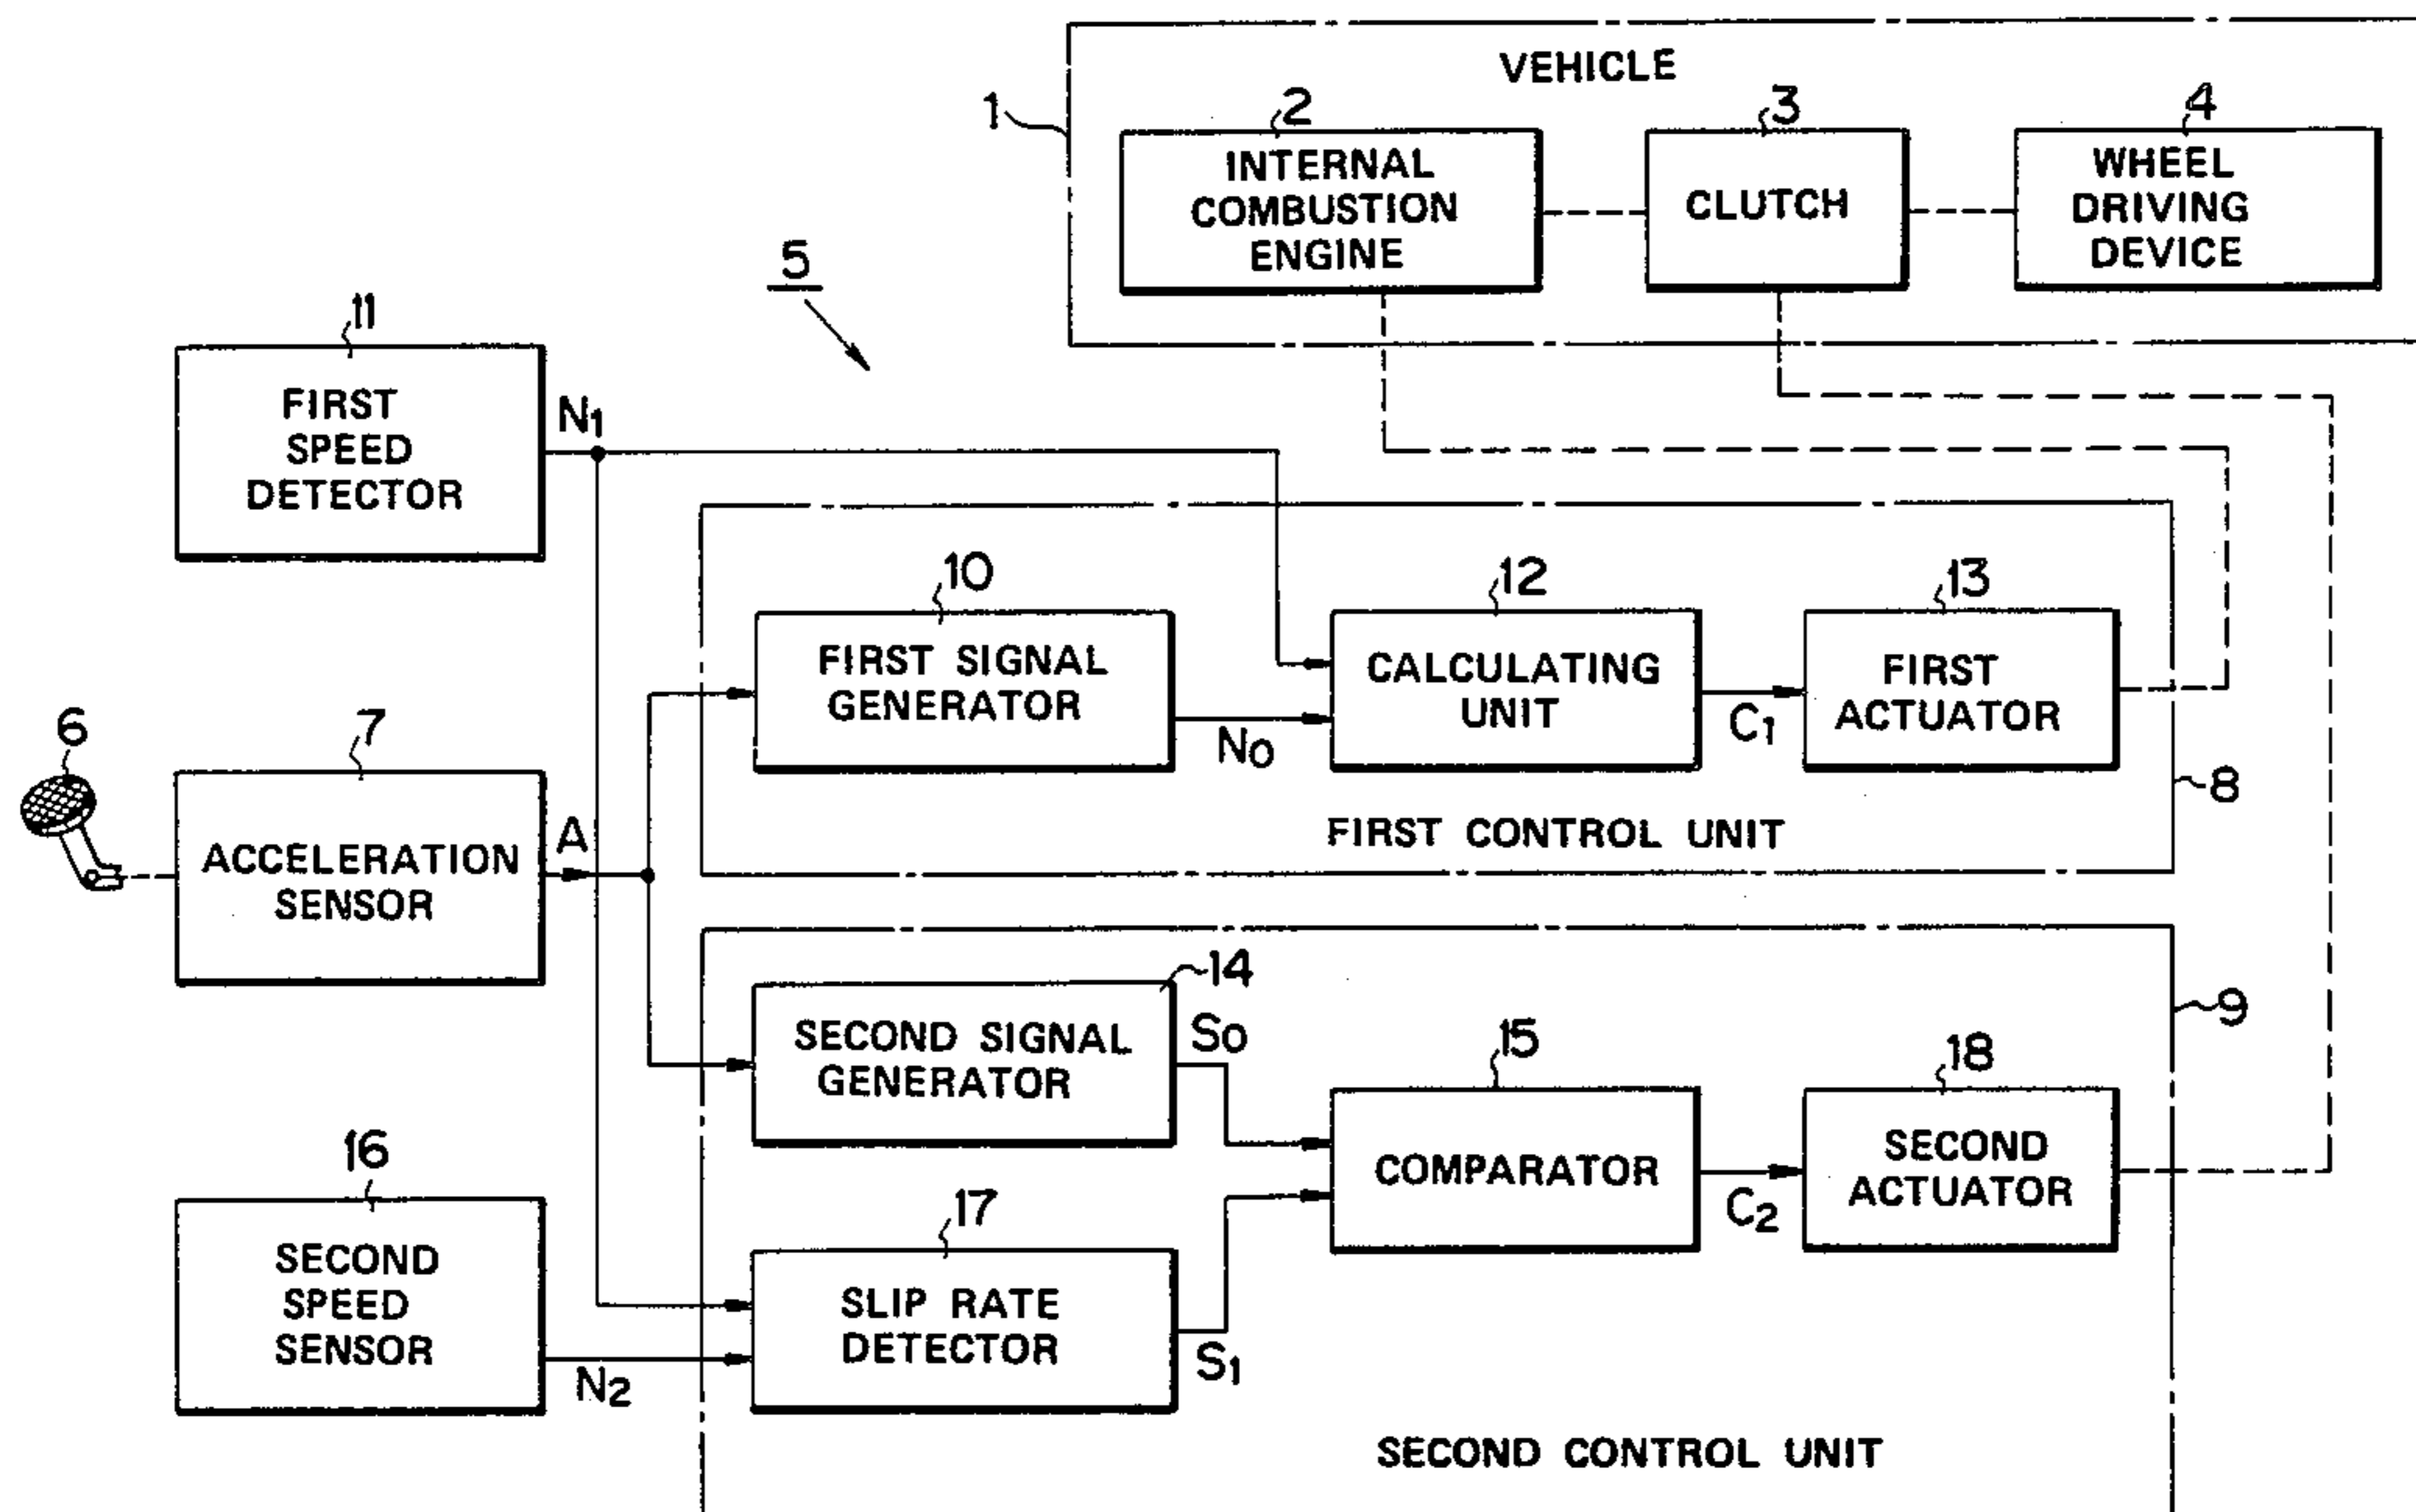 VEHICLE
1
2
3
4
INTERNAL
COMBUSTION
ENGINE
CLUTCH
WHEEL
DRIVING
DEVICE
5
11
FIRST
SPEED
DETECTOR
N1
10
12
13
FIRST SIGNAL
GENERATOR
CALCULATING
UNIT
FIRST
ACTUATOR
N0
C1
8
FIRST CONTROL UNIT
6
7
ACCELERATION
SENSOR
A
14
SECOND SIGNAL
GENERATOR
S0
9
15
18
COMPARATOR
SECOND
ACTUATOR
C2
16
SECOND
SPEED
SENSOR
N2
17
SLIP RATE
DETECTOR
S1
SECOND CONTROL UNIT